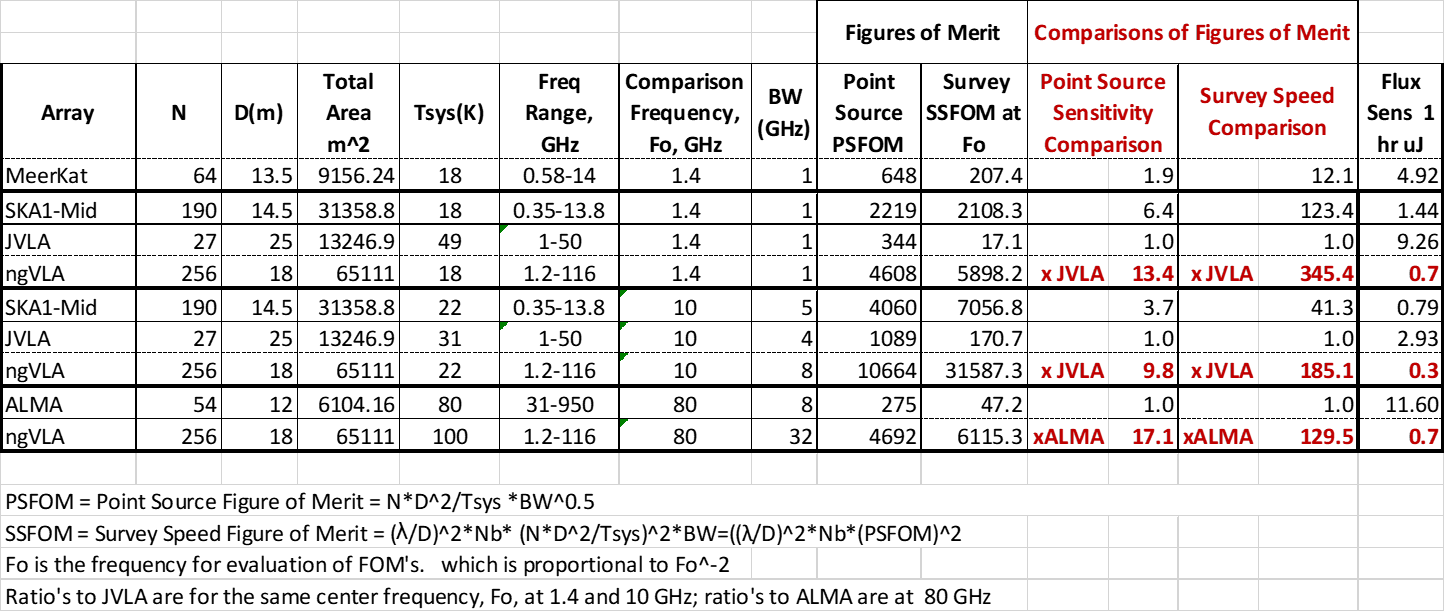 Figures of Merit Comparisons of Figures of Merit
Array N D(m) Total Area m^2 Tsys(K) Freq Range, GHz Comparison Frequency, Fo, GHz BW (GHz) Point Source PSFOM Survey SSFOM at Fo Point Source Sensitivity Comparison Survey Speed Comparison Flux Sens 1 hr uJ
MeerKat 64 13.5 9156.24 18 0.58-14 1.4 1 648 207.4 1.9 12.1 4.92
SKA1-Mid 190 14.5 31358.8 18 0.35-13.8 1.4 1 2219 2108.3 6.4 123.4 1.44
JVLA 27 25 13246.9 49 1-50 1.4 1 344 17.1 1.0 1.0 9.26
ngVLA 256 18 65111 18 1.2-116 1.4 1 4608 5898.2 x JVLA 13.4 x JVLA 345.4 0.7
SKA1-Mid 190 14.5 31358.8 22 0.35-13.8 10 5 4060 7056.8 3.7 41.3 0.79
JVLA 27 25 13246.9 31 1-50 10 4 1089 170.7 1.0 1.0 2.93
ngVLA 256 18 65111 22 1.2-116 10 8 10664 31587.3 x JVLA 9.8 x JVLA 185.1 0.3
ALMA 54 12 6104.16 80 31-950 80 8 275 47.2 1.0 1.0 11.60
ngVLA 256 18 65111 100 1.2-116 80 32 4692 6115.3 xALMA 17.1 xALMA 129.5 0.7
PSFOM = Point Source Figure of Merit = N*D^2/Tsys *BW^0.5
SSFOM = Survey Speed Figure of Merit = (λ/D)^2*Nb* (N*D^2/Tsys)^2*BW=((λ/D)^2*Nb*(PSFOM)^2
Fo is the frequency for evaluation of FOM's. which is proportional to Fo^-2
Ratio's to JVLA are for the same center frequency, Fo, at 1.4 and 10 GHz; ratio's to ALMA are at 80 GHz